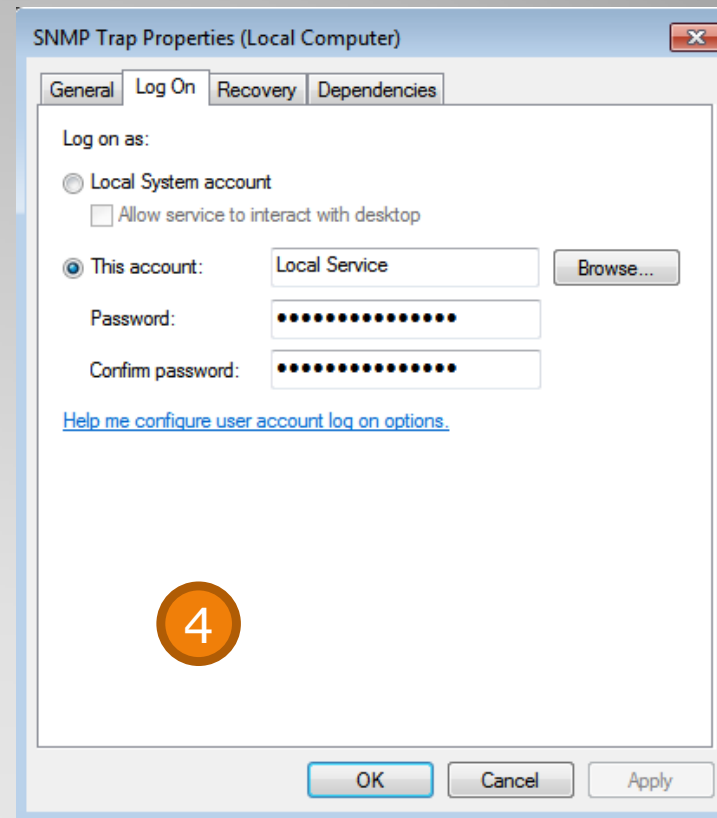 SNMP Trap Properties (Local Computer)
General Log On Recovery Dependencies
Log on as:
Local System account
Allow service to interact with desktop
This account: Local Service Browse...
Password: ●●●●●●●●●●●●●●●
Confirm password: ●●●●●●●●●●●●●●●
Help me configure user account log on options.
4
OK Cancel Apply